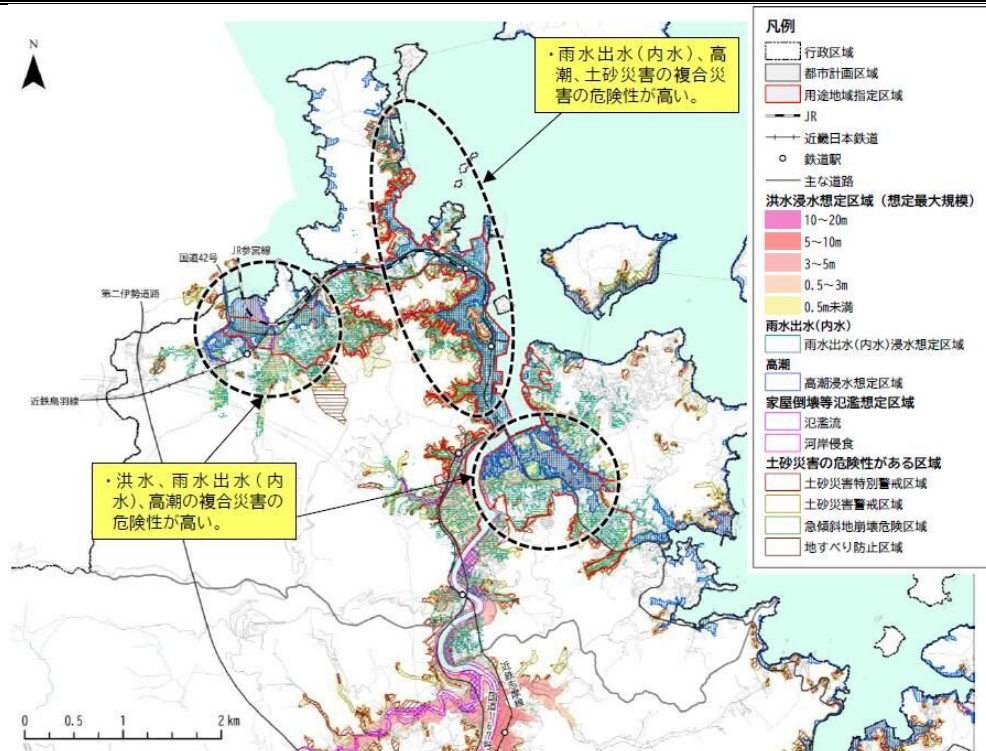 N
・雨水出水(内水)、高
潮、土砂災害の複合災
害の危険性が高い。
国道42号
JR参宮線
第二伊勢道路
近鉄鳥羽線
・洪水、雨水出水(内
水)、高潮の複合災害の
危険性が高い。
近鉄志摩線
0 0.5 1 2 km
凡例
行政区域
都市計画区域
用途地域指定区域
JR
近畿日本鉄道
鉄道駅
主な道路
洪水浸水想定区域(想定最大規模)
10~20m
5~10m
3~5m
0.5~3m
0.5m未満
雨水出水(内水)
雨水出水(内水)浸水想定区域
高潮
高潮浸水想定区域
家屋倒壊等氾濫想定区域
氾濫流
河岸侵食
土砂災害の危険性がある区域
土砂災害特別警戒区域
土砂災害警戒区域
急傾斜地崩壊危険区域
地すべり防止区域